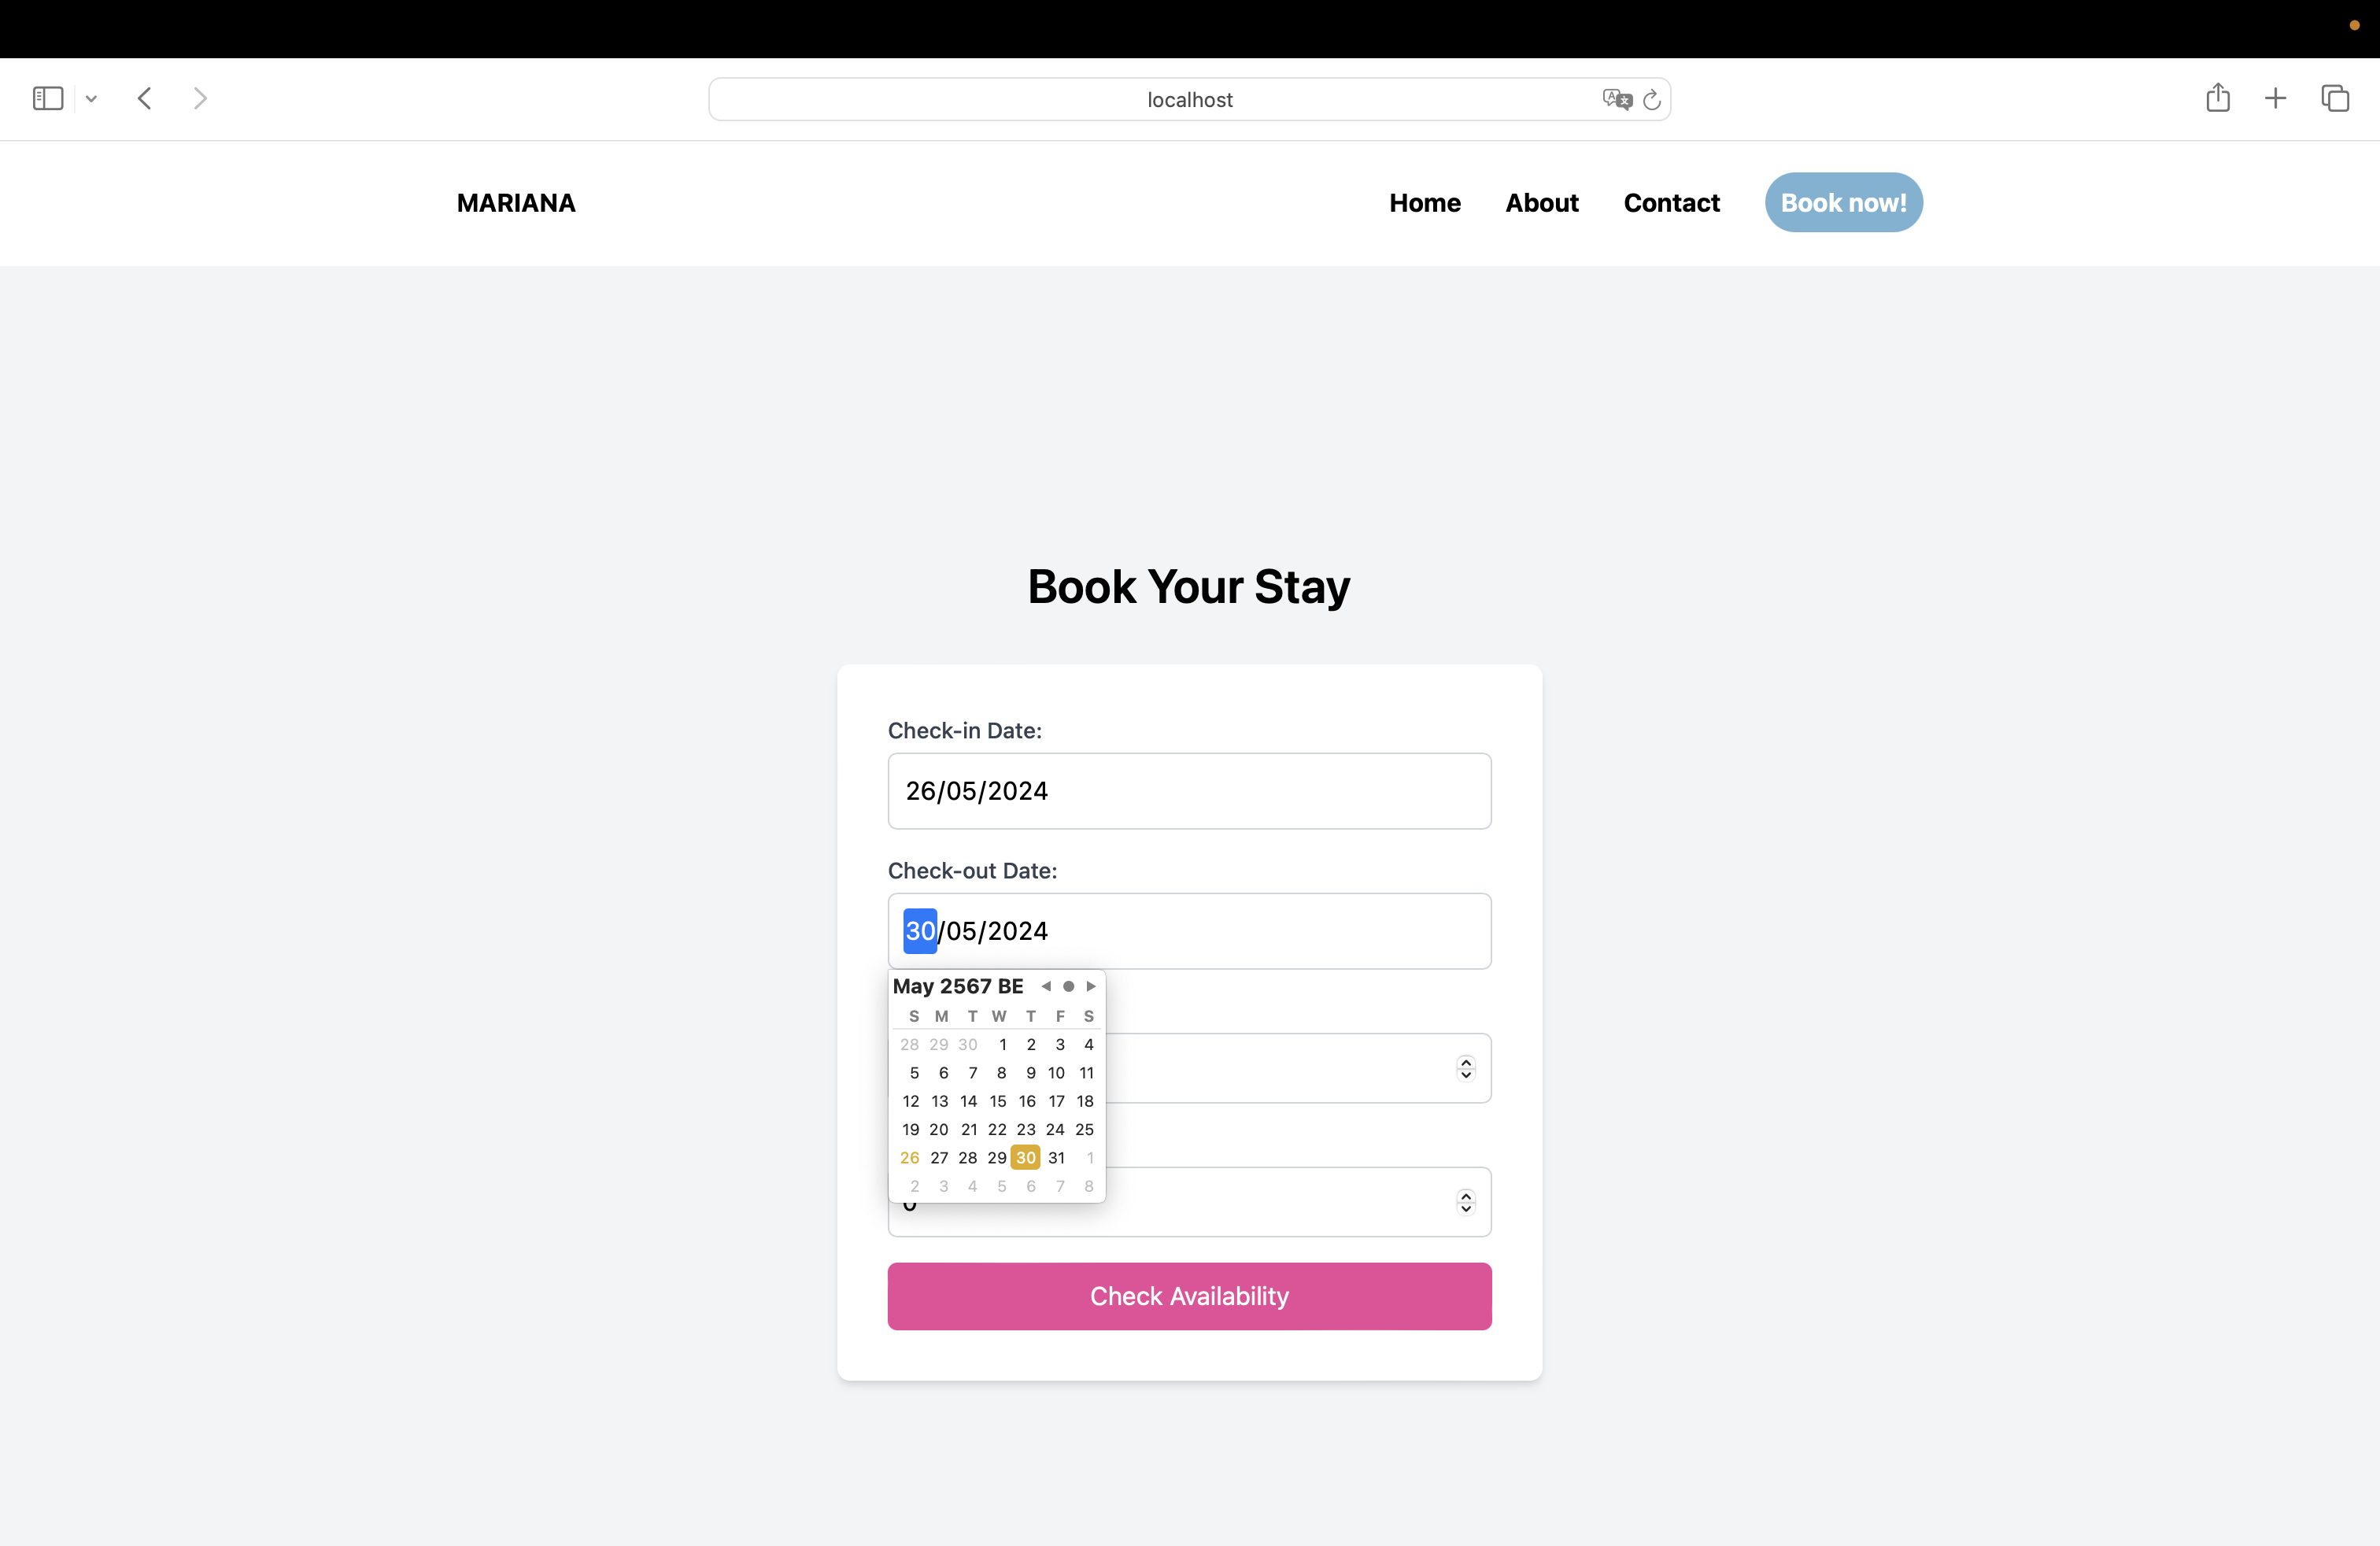 localhost
MARIANA
Home About Contact Book now!
Book Your Stay
Check-in Date:
26/05/2024
Check-out Date:
30/05/2024
May 2567 BE
S M T W T F S
28 29 30 1 2 3 4
5 6 7 8 9 10 11
12 13 14 15 16 17 18
19 20 21 22 23 24 25
26 27 28 29 30 31 1
2 3 4 5 6 7 8
0
Check Availability